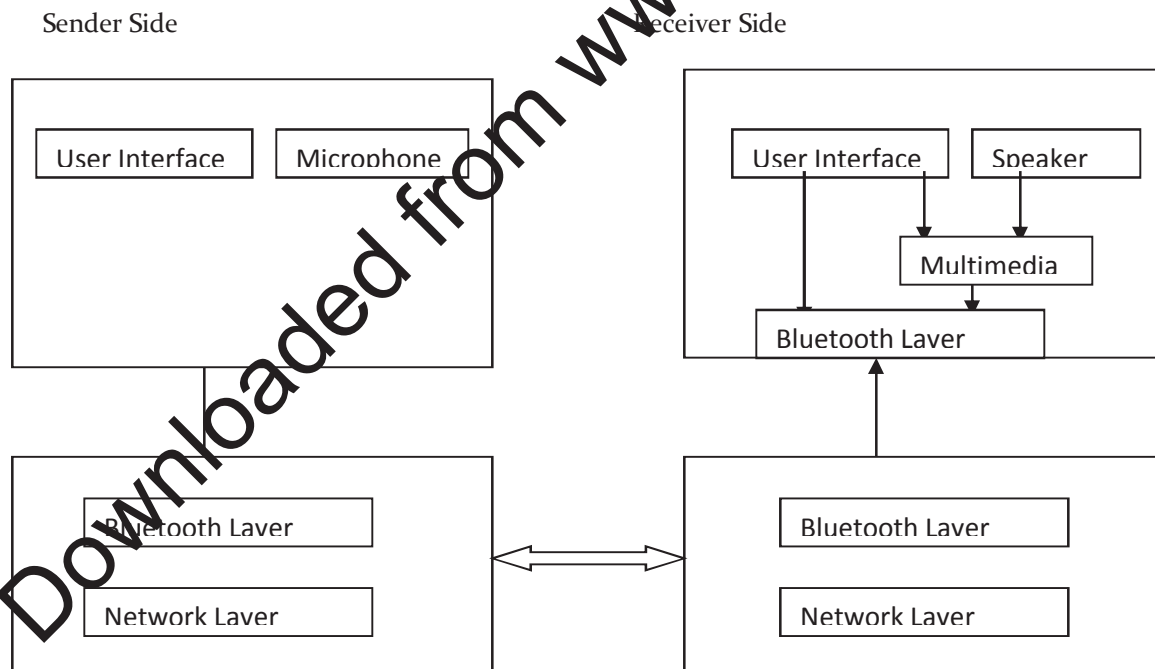 Sender Side
Receiver Side
User Interface
Microphone
User Interface
Speaker
Multimedia
Bluetooth Layer
Bluetooth Layer
Network Layer
Bluetooth Layer
Network Layer
Downloaded from ww